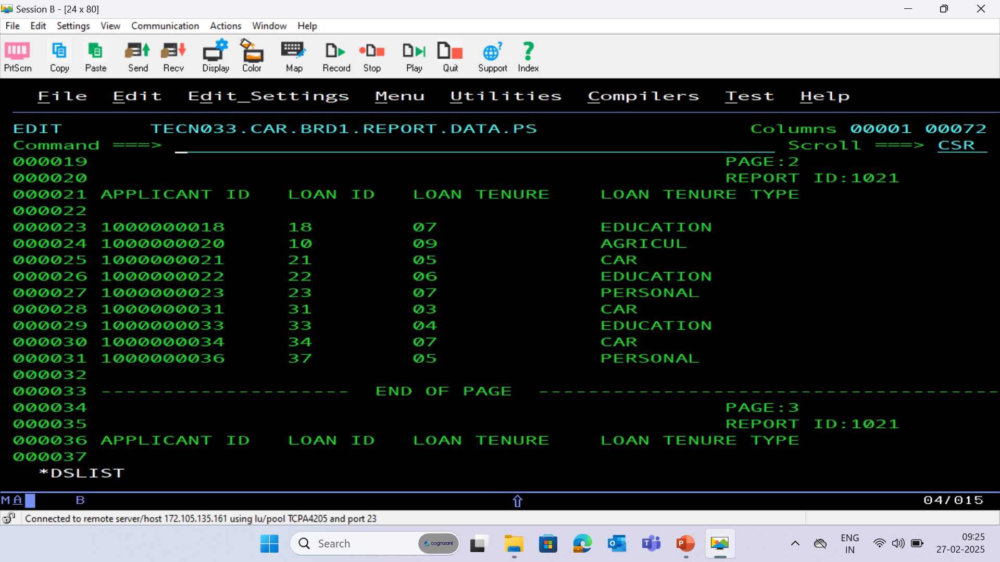 Session B - [24 x 80]
File Edit Settings View Communication Actions Window Help
PrtScrn Copy Paste Send Recv Display Color Map Record Stop Play Quit Support Index
File Edit Edit_Settings Menu Utilities Compilers Test Help
EDIT TECN033.CAR.BRD1.REPORT.DATA.PS Columns 00001 00072
Command ===> Scroll ===> CSR
000019 PAGE:2
000020 REPORT ID:1021
000021 APPLICANT ID LOAN ID LOAN TENURE LOAN TENURE TYPE
000022
000023 1000000018 18 07 EDUCATION
000024 1000000020 10 09 AGRICUL
000025 1000000021 21 05 CAR
000026 1000000022 22 06 EDUCATION
000027 1000000023 23 07 PERSONAL
000028 1000000031 31 03 CAR
000029 1000000033 33 04 EDUCATION
000030 1000000034 34 07 CAR
000031 1000000036 37 05 PERSONAL
000032
000033 -------------------- END OF PAGE -------------------------------------
000034 PAGE:3
000035 REPORT ID:1021
000036 APPLICANT ID LOAN ID LOAN TENURE LOAN TENURE TYPE
000037
*DSLIST
MA B 04/015
Connected to remote server/host 172.105.135.161 using lu/pool TCPA4205 and port 23
Search cognizant ENG 09:25
IN 27-02-2025